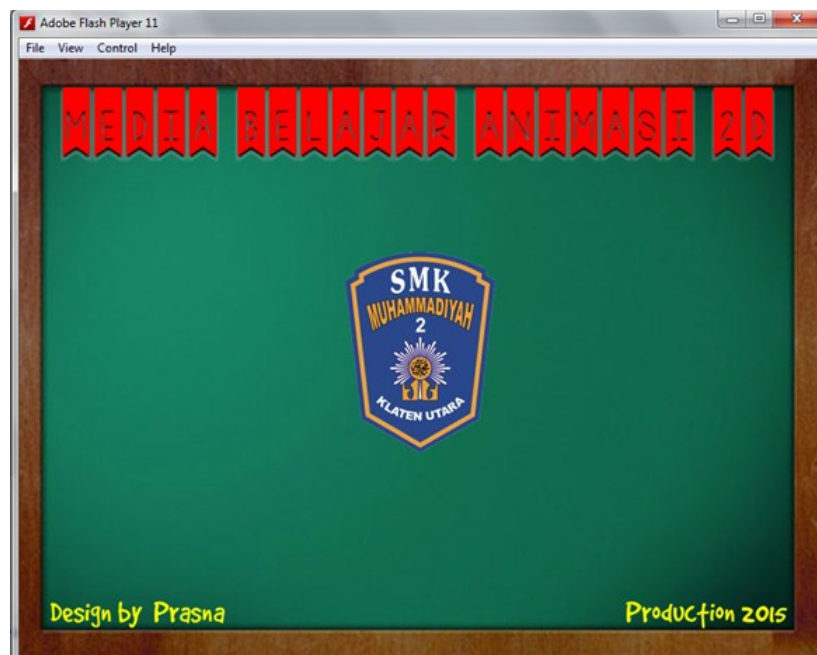 Adobe Flash Player 11
File View Control Help
MEDIA BELAJAR ANIMASI 2D
SMK
MUHAMMADIYAH
2
KLATEN UTARA
Design by Prasna
Production 2015